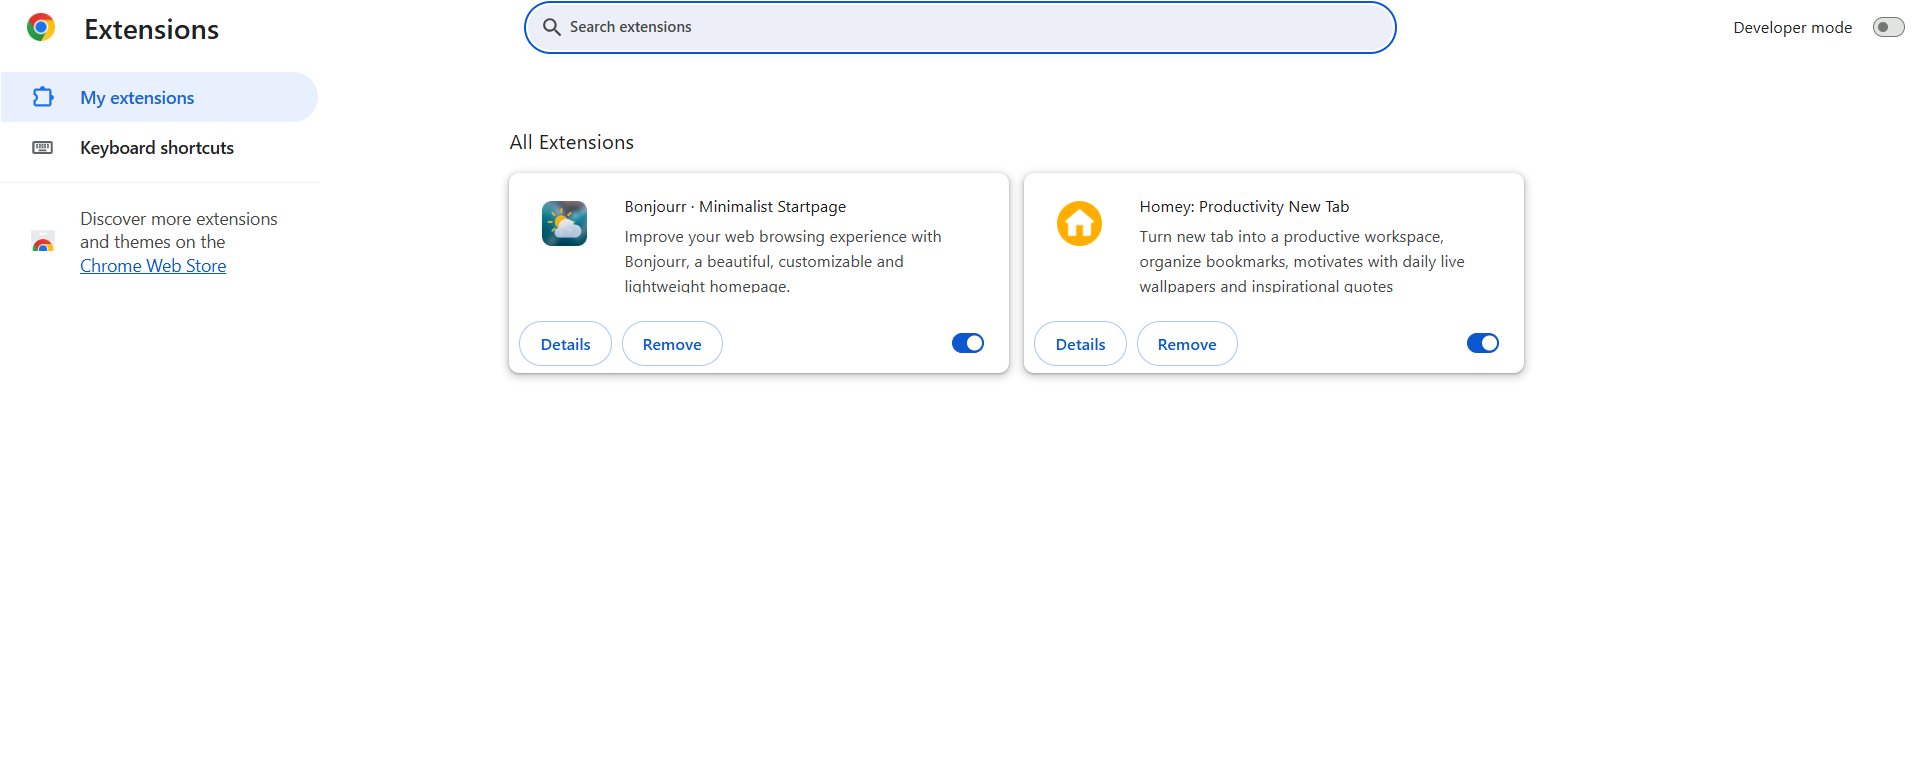 Extensions
Search extensions
Developer mode
My extensions
Keyboard shortcuts
Discover more extensions
and themes on the
Chrome Web Store
All Extensions
Bonjourr · Minimalist Startpage
Improve your web browsing experience with
Bonjourr, a beautiful, customizable and
lightweight homepage.
Details
Remove
Homey: Productivity New Tab
Turn new tab into a productive workspace,
organize bookmarks, motivates with daily live
wallpapers and inspirational quotes
Details
Remove